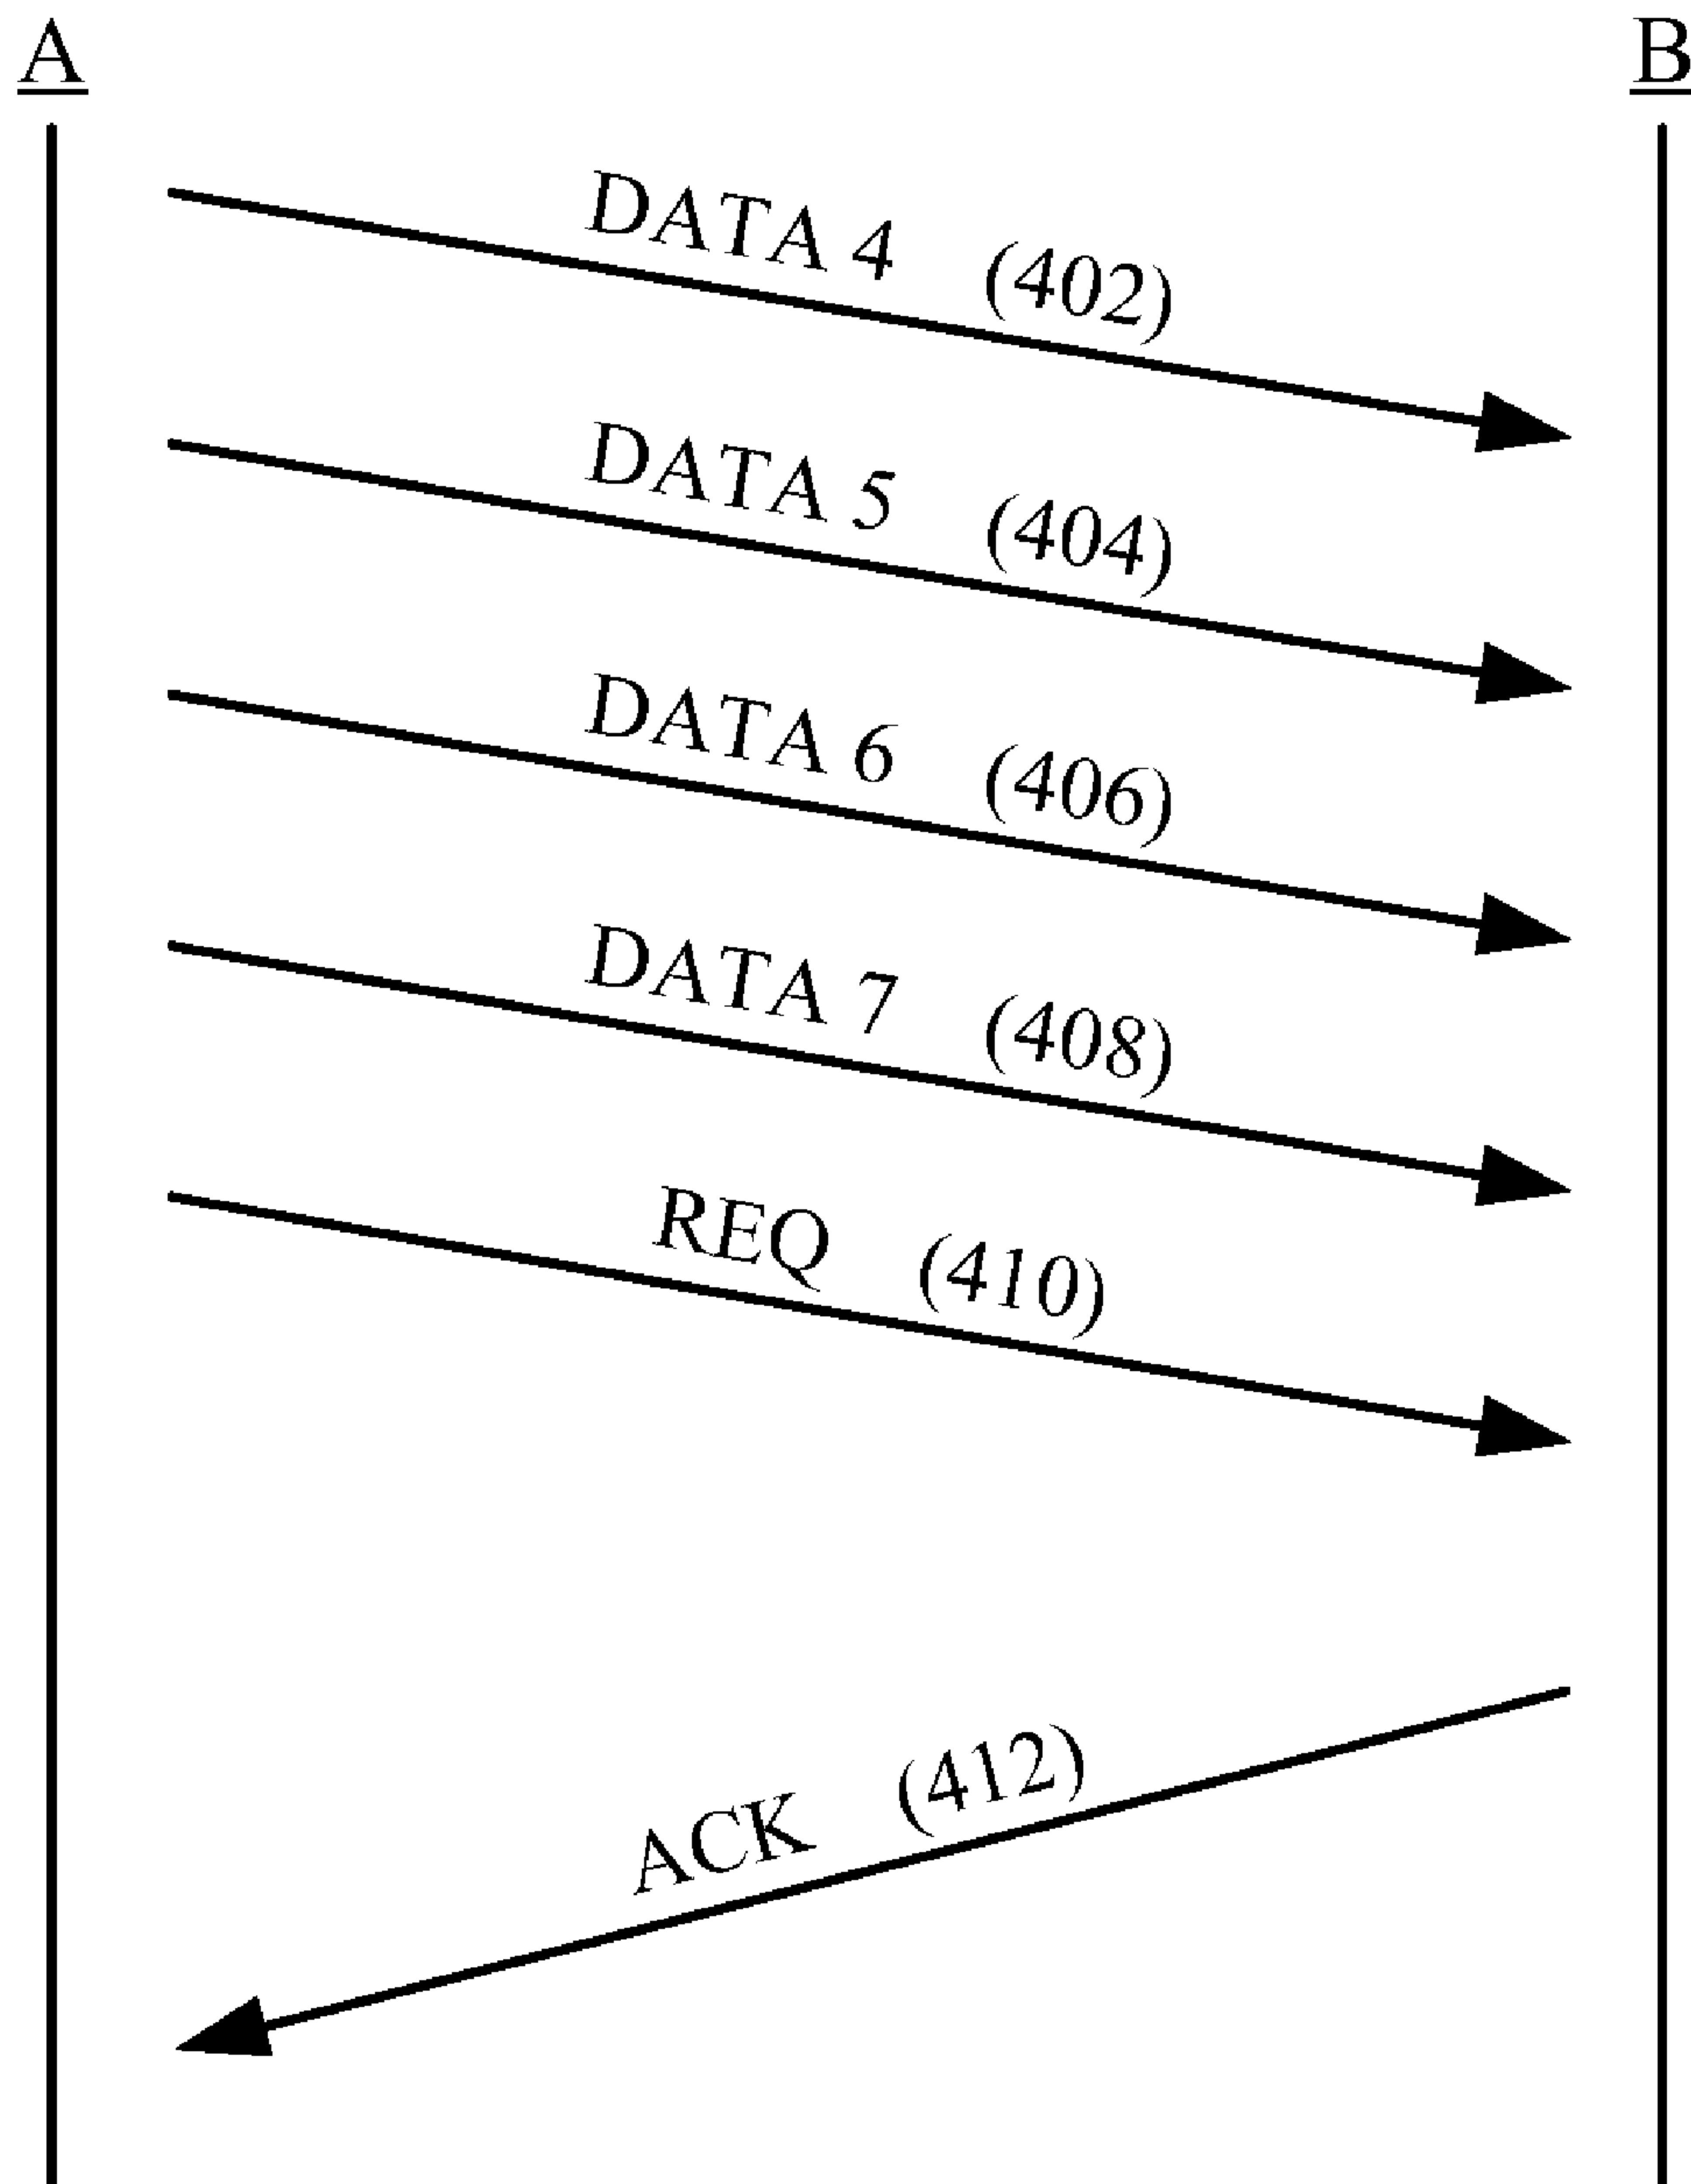 A
B
DATA 4 (402)
DATA 5 (404)
DATA 6 (406)
DATA 7 (408)
REQ (410)
ACK (412)